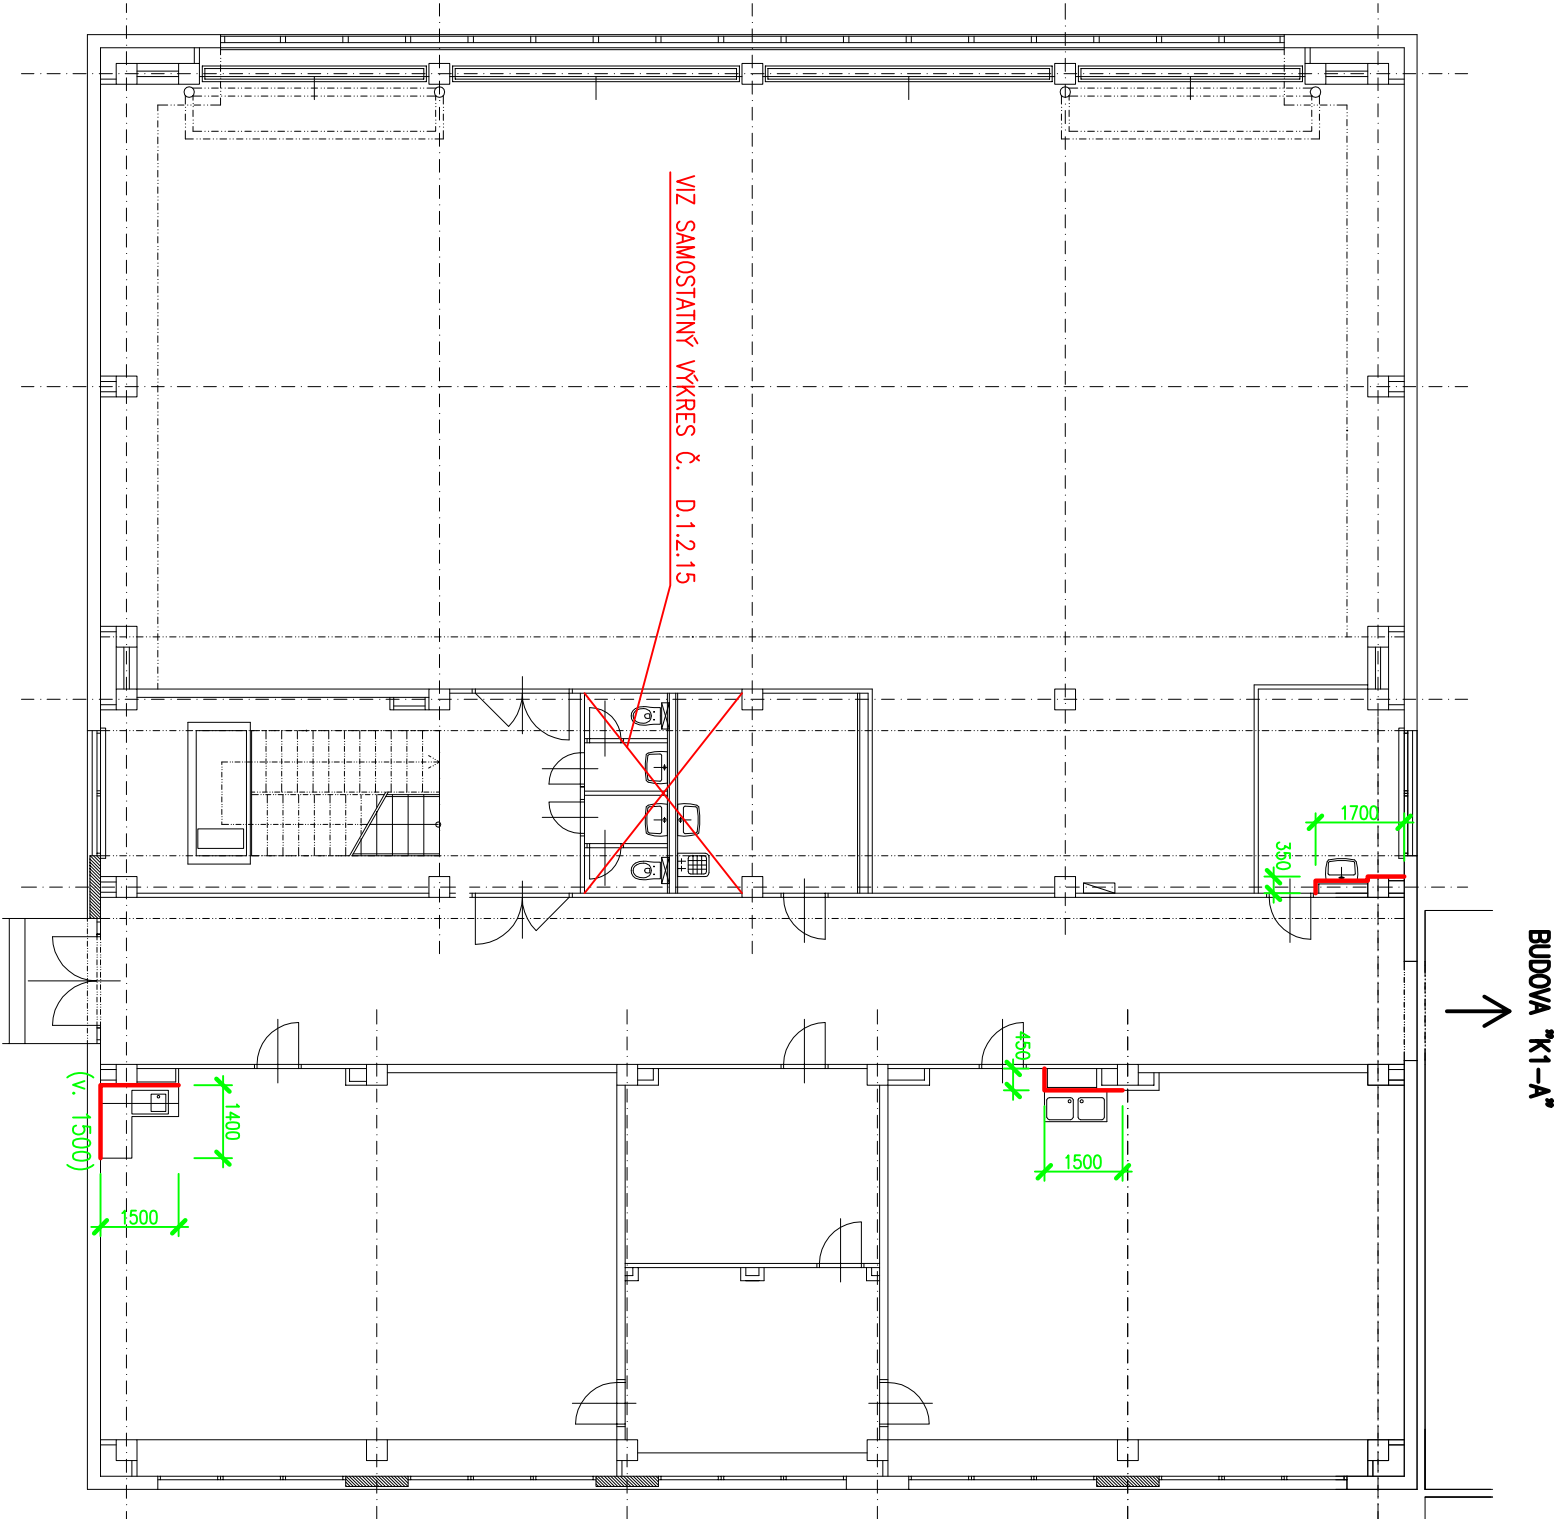 VIZ SAMOSTATNÝ VÝKRES Č. D.1.2.15
1700
350
BUDOVA "K1-A"
450
1500
(v. 1500)
1400
1500